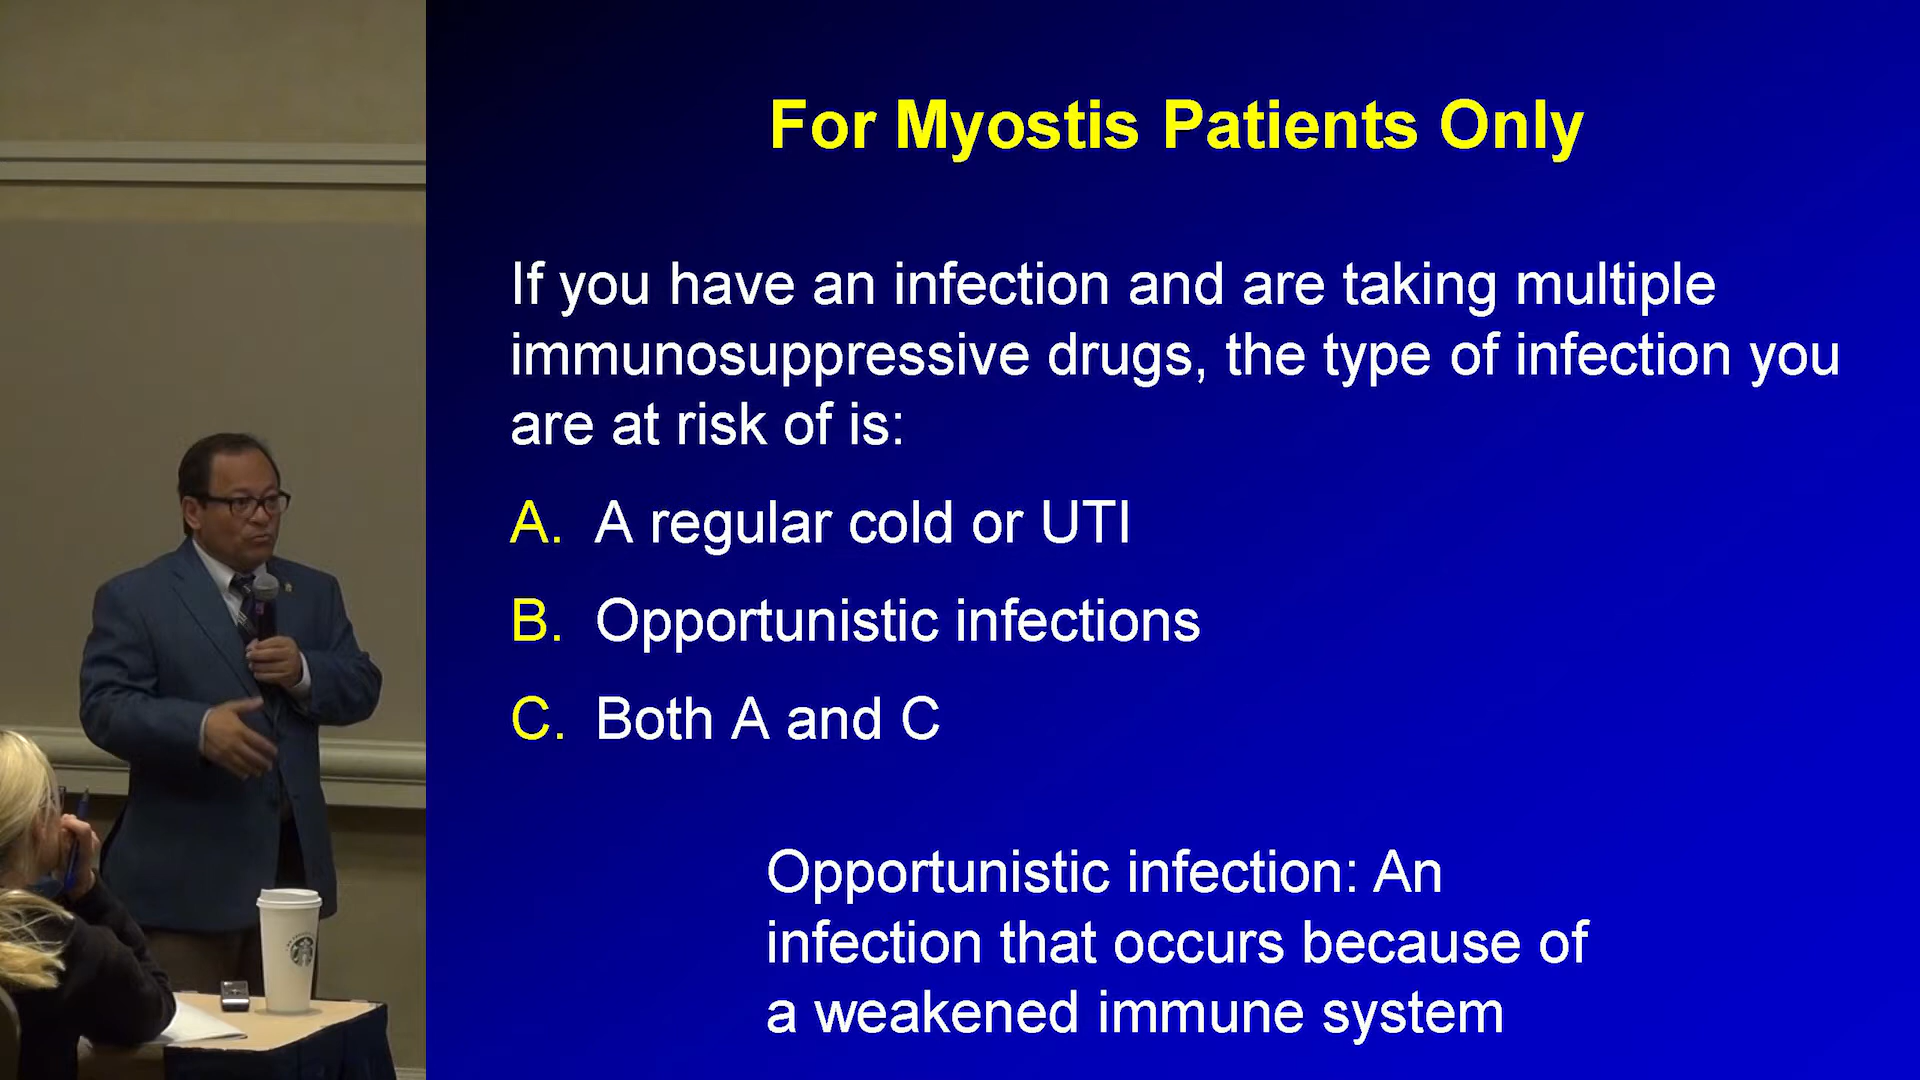 For Myostis Patients Only
If you have an infection and are taking multiple
immunosuppressive drugs, the type of infection you
are at risk of is:
A. A regular cold or UTI
B. Opportunistic infections
C. Both A and C
Opportunistic infection: An
infection that occurs because of
a weakened immune system